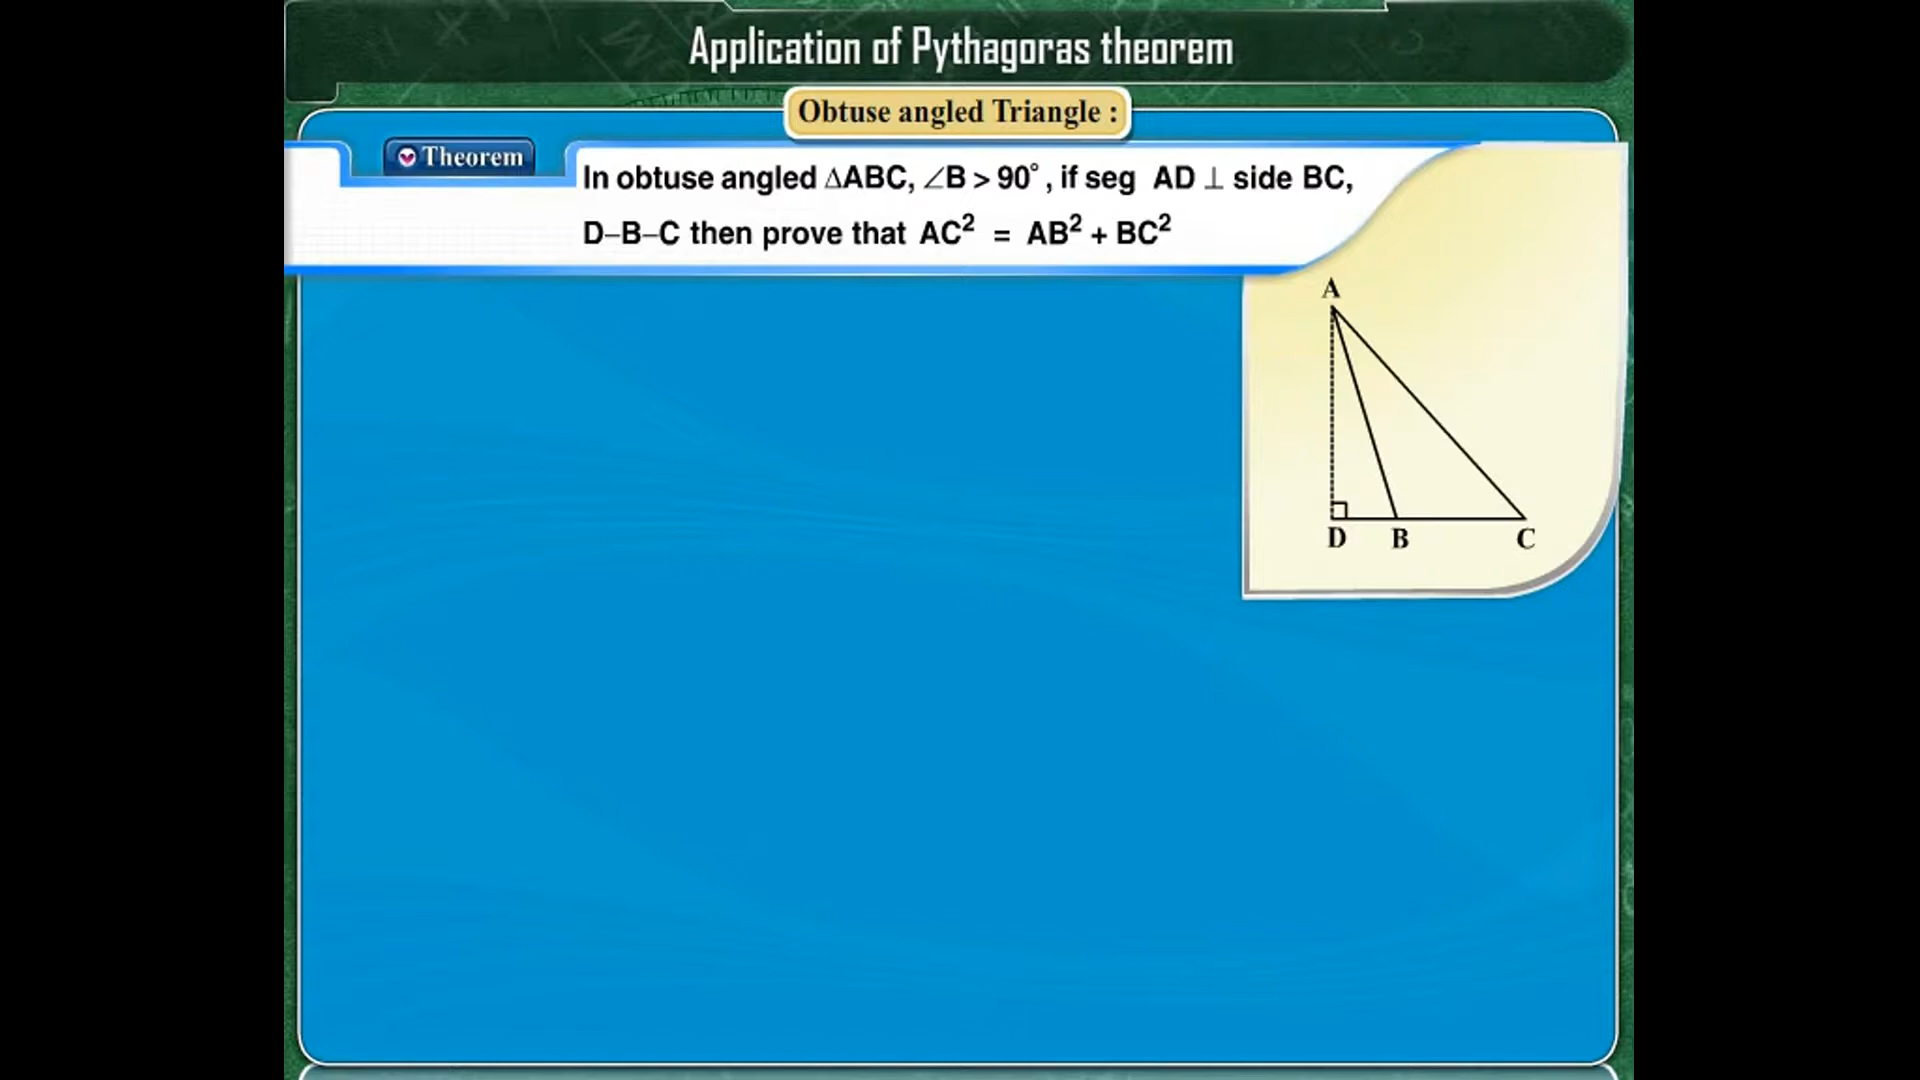 Application of Pythagoras theorem
Obtuse angled Triangle :
Theorem
In obtuse angled ∆ABC, ∠B > 90°, if seg AD ⊥ side BC,
D–B–C then prove that AC² = AB² + BC²
A
D B C